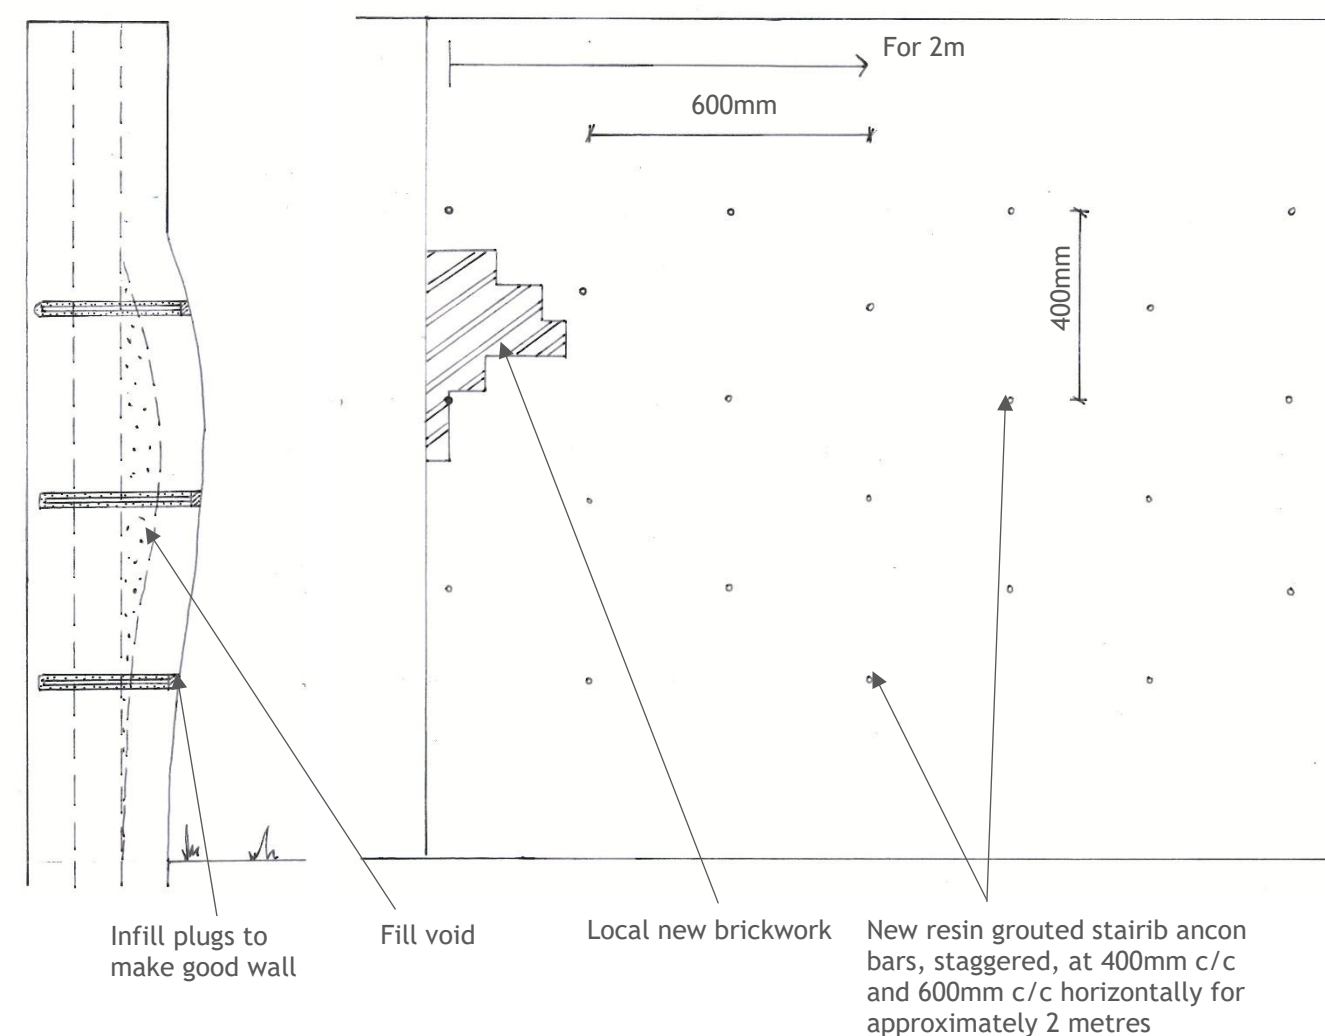 For 2m
600mm
400mm
Infill plugs to
make good wall
Fill void
Local new brickwork
New resin grouted stairib ancon
bars, staggered, at 400mm c/c
and 600mm c/c horizontally for
approximately 2 metres